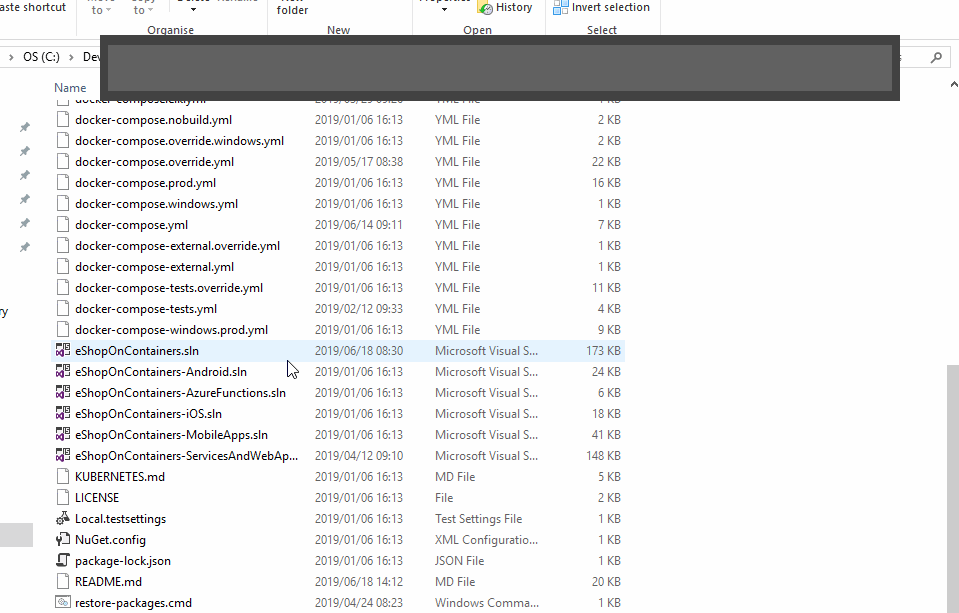 aste shortcut
to
to
folder
History
Invert selection
Organise
New
Open
Select
OS (C:)
Dev
Name
docker-compose.nobuild.yml 2019/01/06 16:13 YML File 2 KB
docker-compose.override.windows.yml 2019/01/06 16:13 YML File 2 KB
docker-compose.override.yml 2019/05/17 08:38 YML File 22 KB
docker-compose.prod.yml 2019/01/06 16:13 YML File 16 KB
docker-compose.windows.yml 2019/01/06 16:13 YML File 1 KB
docker-compose.yml 2019/06/14 09:11 YML File 7 KB
docker-compose-external.override.yml 2019/01/06 16:13 YML File 1 KB
docker-compose-external.yml 2019/01/06 16:13 YML File 1 KB
docker-compose-tests.override.yml 2019/01/06 16:13 YML File 11 KB
docker-compose-tests.yml 2019/02/12 09:33 YML File 4 KB
docker-compose-windows.prod.yml 2019/01/06 16:13 YML File 9 KB
eShopOnContainers.sln 2019/06/18 08:30 Microsoft Visual S... 173 KB
eShopOnContainers-Android.sln 2019/01/06 16:13 Microsoft Visual S... 24 KB
eShopOnContainers-AzureFunctions.sln 2019/01/06 16:13 Microsoft Visual S... 6 KB
eShopOnContainers-iOS.sln 2019/01/06 16:13 Microsoft Visual S... 18 KB
eShopOnContainers-MobileApps.sln 2019/01/06 16:13 Microsoft Visual S... 41 KB
eShopOnContainers-ServicesAndWebAp... 2019/04/12 09:10 Microsoft Visual S... 148 KB
KUBERNETES.md 2019/01/06 16:13 MD File 5 KB
LICENSE 2019/01/06 16:13 File 2 KB
Local.testsettings 2019/01/06 16:13 Test Settings File 1 KB
NuGet.config 2019/01/06 16:13 XML Configuratio... 1 KB
package-lock.json 2019/01/06 16:13 JSON File 1 KB
README.md 2019/06/18 14:12 MD File 20 KB
restore-packages.cmd 2019/04/24 08:23 Windows Comma... 1 KB
ry